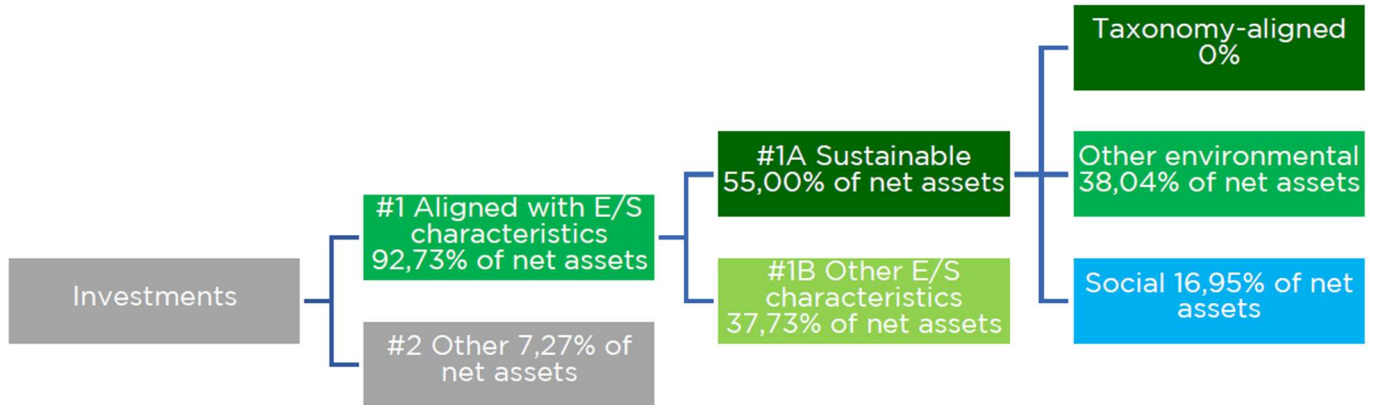 Investments
#1 Aligned with E/S
characteristics
92,73% of net assets
#2 Other 7,27% of
net assets
#1A Sustainable
55,00% of net assets
#1B Other E/S
characteristics
37,73% of net assets
Taxonomy-aligned
0%
Other environmental
38,04% of net assets
Social 16,95% of net
assets